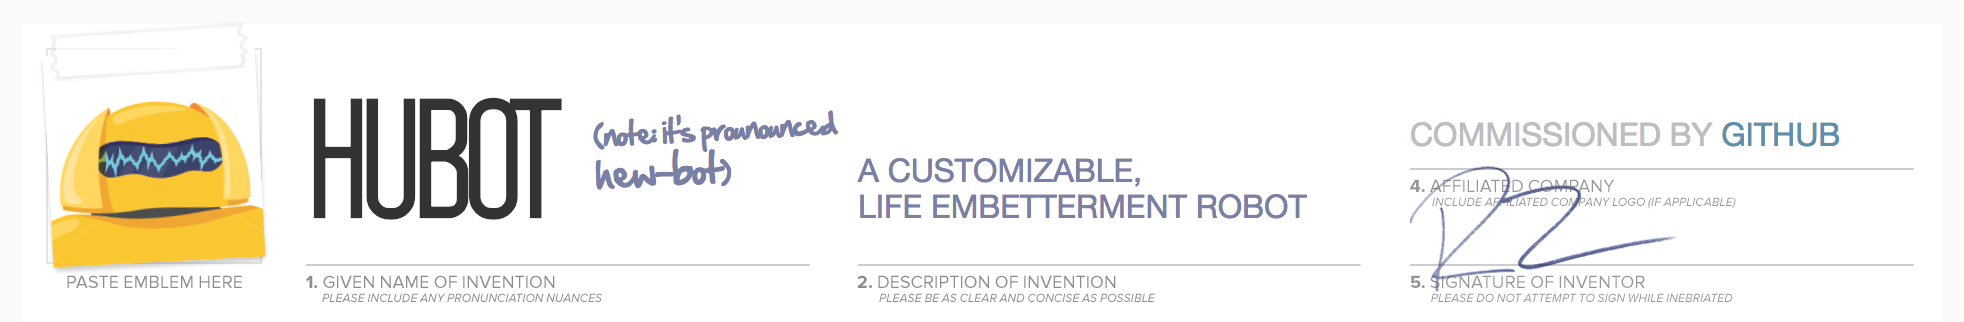 HUBOT
(note: it's pronounced
hew-bot)
A CUSTOMIZABLE,
LIFE EMBETTERMENT ROBOT
COMMISSIONED BY GITHUB
4. AFFILIATED COMPANY
INCLUDE AFFILIATED COMPANY LOGO (IF APPLICABLE)
PASTE EMBLEM HERE
1. GIVEN NAME OF INVENTION
PLEASE INCLUDE ANY PRONUNCIATION NUANCES
2. DESCRIPTION OF INVENTION
PLEASE BE AS CLEAR AND CONCISE AS POSSIBLE
5. SIGNATURE OF INVENTOR
PLEASE DO NOT ATTEMPT TO SIGN WHILE INEBRIATED